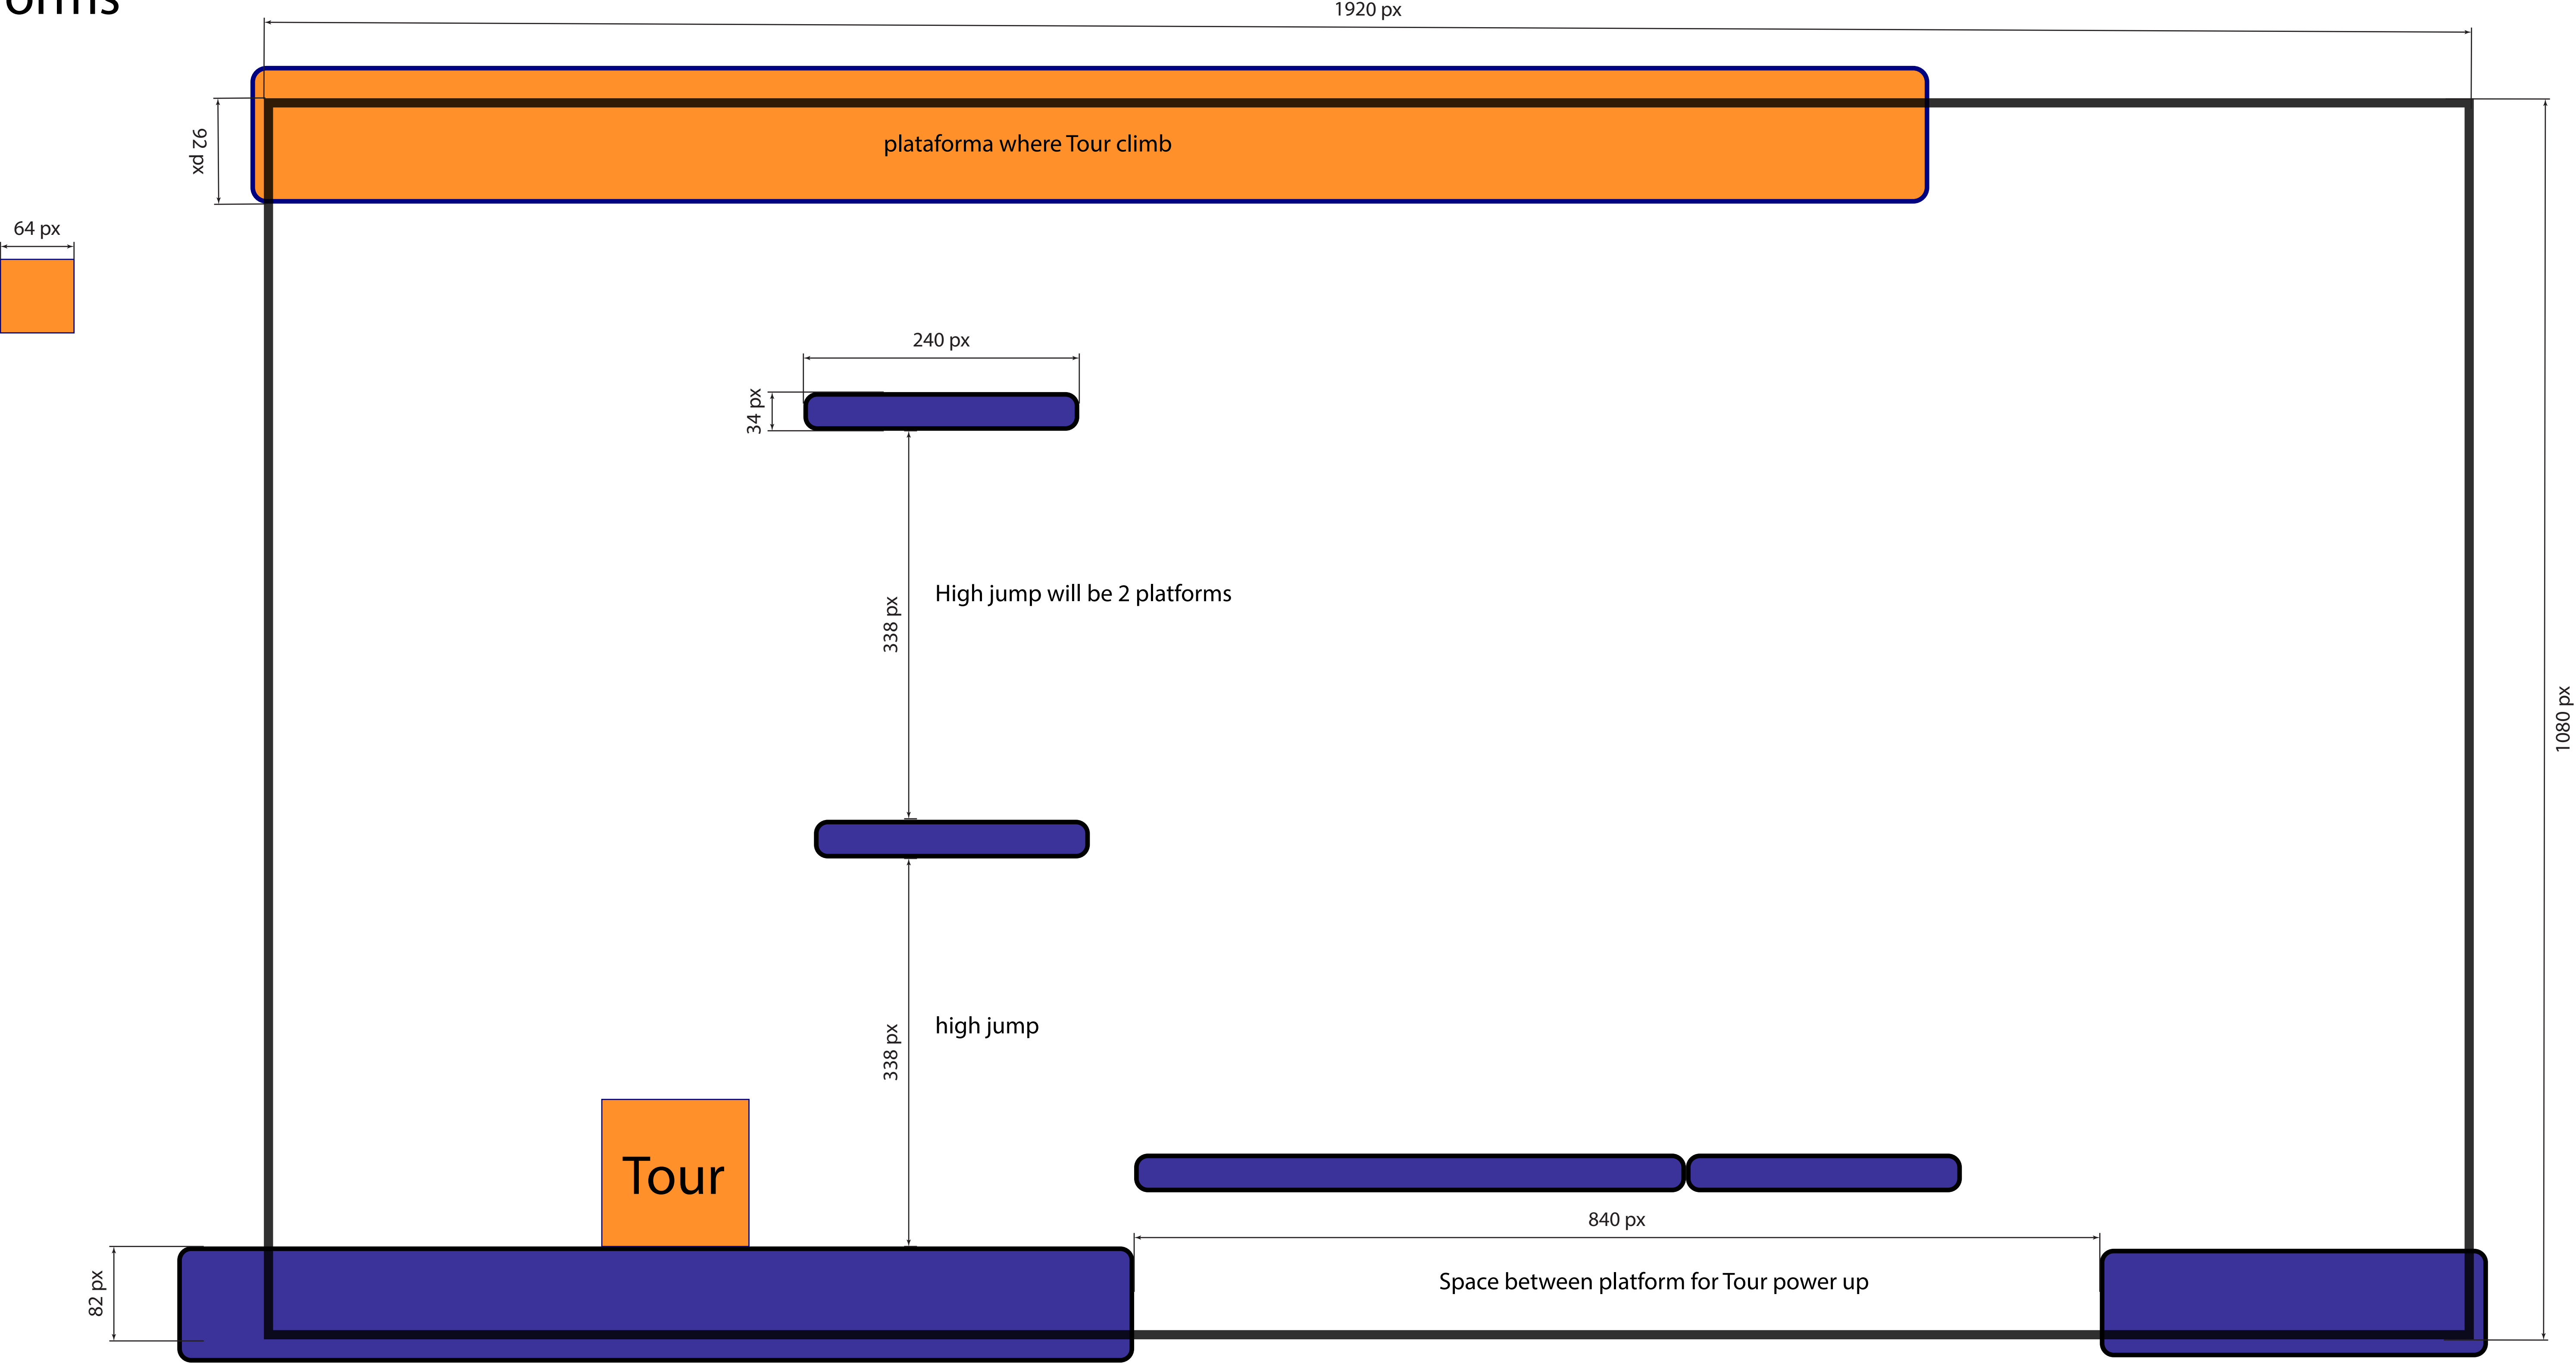 orms
1920 px
92 px
plataforma where Tour climb
64 px
240 px
34 px
High jump will be 2 platforms
338 px
1080 px
high jump
338 px
Tour
840 px
82 px
Space between platform for Tour power up